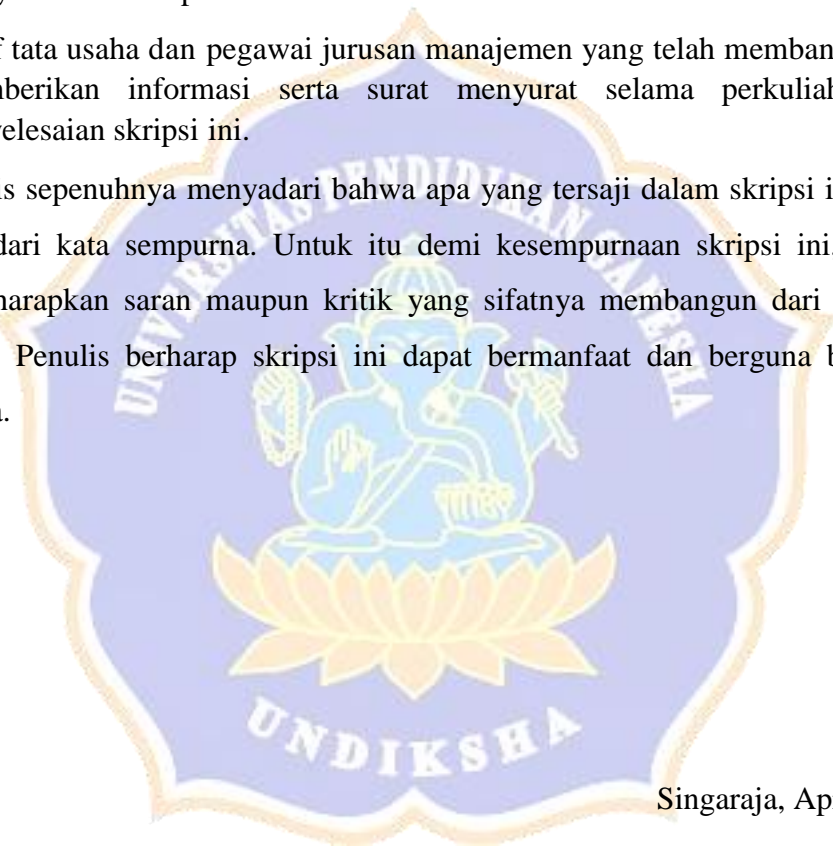 f tata usaha dan pegawai jurusan manajemen yang telah memban
nberikan informasi serta surat menyurat selama perkuliah
elesaian skripsi ini.
is sepenuhnya menyadari bahwa apa yang tersaji dalam skripsi i
dari kata sempurna. Untuk itu demi kesempurnaan skripsi ini.
harapkan saran maupun kritik yang sifatnya membangun dari
Penulis berharap skripsi ini dapat bermanfaat dan berguna b
UNIVERSITAS PENDIDIKAN GANESHA
UNDIKSHA
Singaraja, Ap